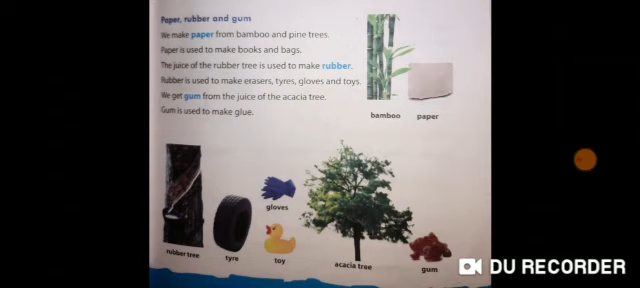 Paper, rubber and gum
We make paper from bamboo and pine trees.
Paper is used to make books and bags.
The juice of the rubber tree is used to make rubber.
Rubber is used to make erasers, tyres, gloves and toys.
We get gum from the juice of the acacia tree.
Gum is used to make glue.
bamboo
paper
gloves
rubber tree
tyre
toy
acacia tree
gum
DU RECORDER